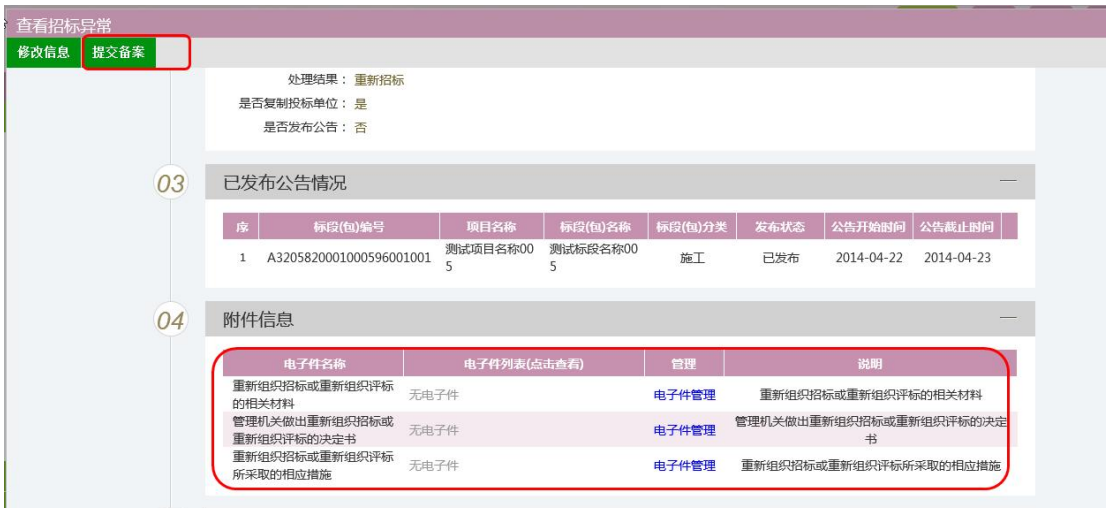 查看招标异常
修改信息 提交备案
处理结果： 重新招标
是否复制投标单位： 是
是否发布公告： 否
03 已发布公告情况
序 标段(包)编号 项目名称 标段(包)名称 标段(包)分类 发布状态 公告开始时间 公告截止时间
1 A3205820001000596001001 测试项目名称00 测试标段名称00 施工 已发布 2014-04-22 2014-04-23
5 5
04 附件信息
电子件名称 电子件列表(点击查看) 管理 说明
重新组织招标或重新组织评标
的相关材料 无电子件 电子件管理 重新组织招标或重新组织评标的相关材料
管理机关做出重新组织招标或
重新组织评标的决定书 无电子件 电子件管理 管理机关做出重新组织招标或重新组织评标的决定
书
重新组织招标或重新组织评标
所采取的相应措施 无电子件 电子件管理 重新组织招标或重新组织评标所采取的相应措施